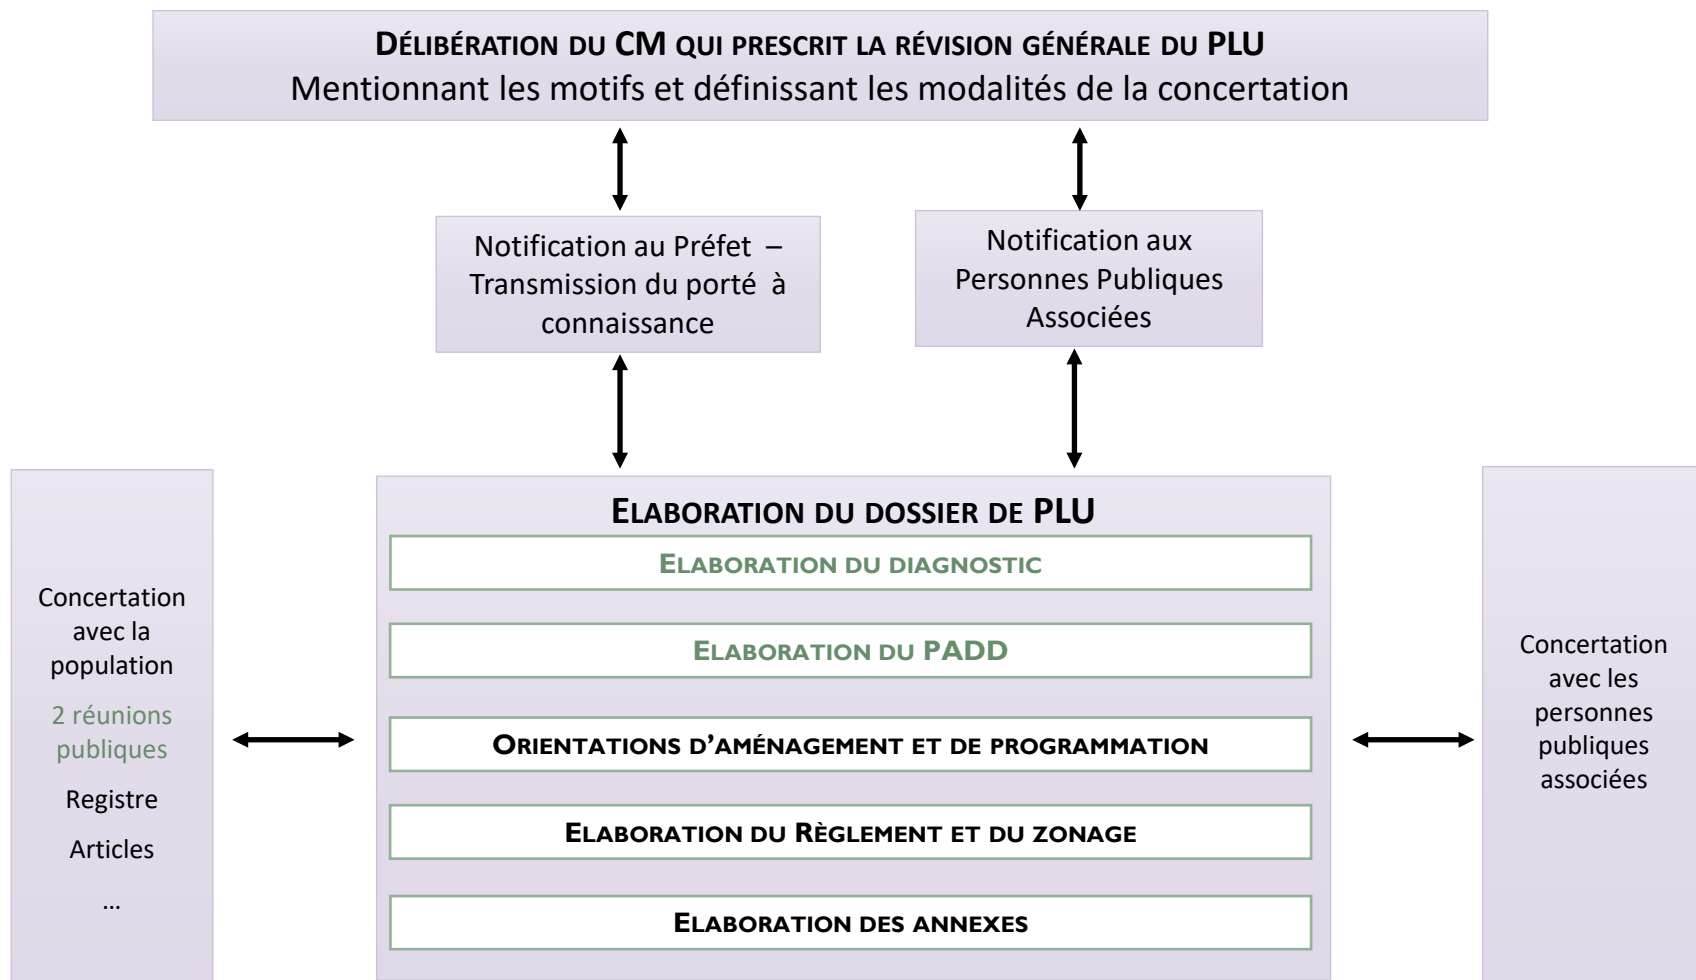 DÉLIBÉRATION DU CM QUI PRESCRIT LA RÉVISION GÉNÉRALE DU PLU
Mentionnant les motifs et définissant les modalités de la concertation
Notification au Préfet –
Transmission du porté à
connaissance
Notification aux
Personnes Publiques
Associées
Concertation
avec la
population
2 réunions
publiques
Registre
Articles
...
ELABORATION DU DOSSIER DE PLU
ELABORATION DU DIAGNOSTIC
ELABORATION DU PADD
ORIENTATIONS D'AMÉNAGEMENT ET DE PROGRAMMATION
ELABORATION DU RÈGLEMENT ET DU ZONAGE
ELABORATION DES ANNEXES
Concertation
avec les
personnes
publiques
associées